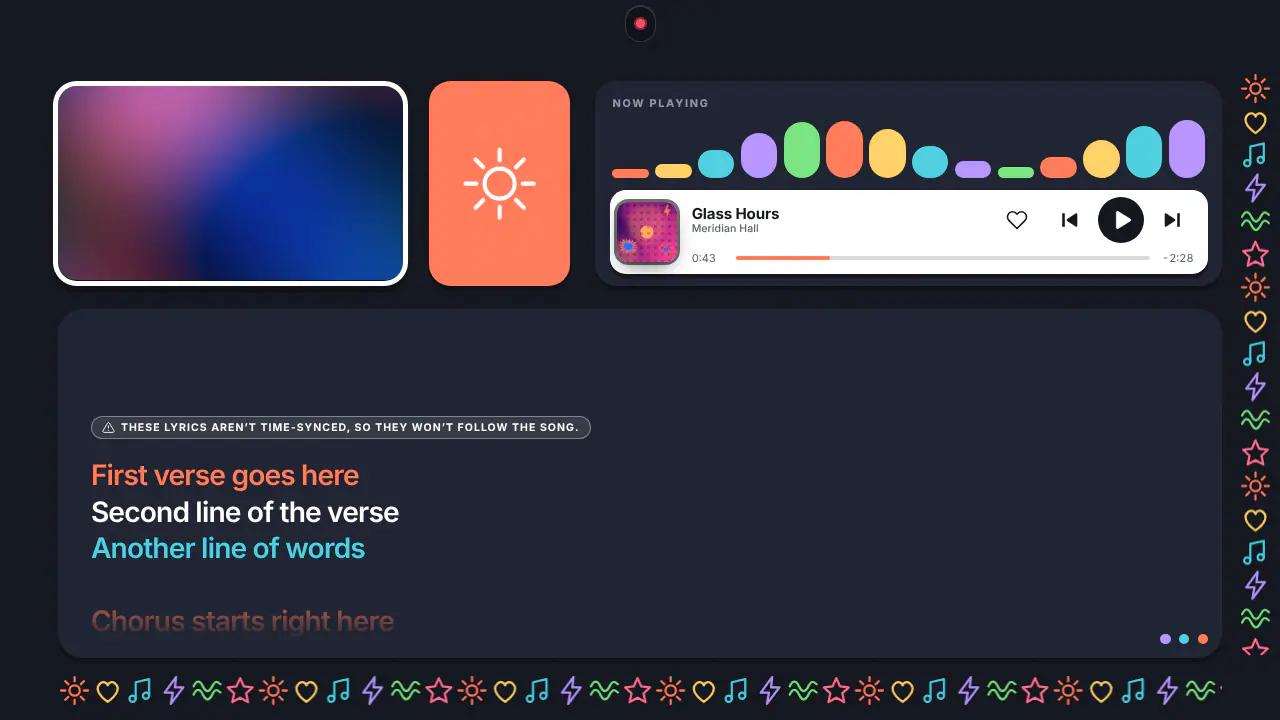 NOW PLAYING
Glass Hours
Meridian Hall
0:43
-2:28
THESE LYRICS AREN’T TIME-SYNCED, SO THEY WON’T FOLLOW THE SONG.
First verse goes here
Second line of the verse
Another line of words
Chorus starts right here